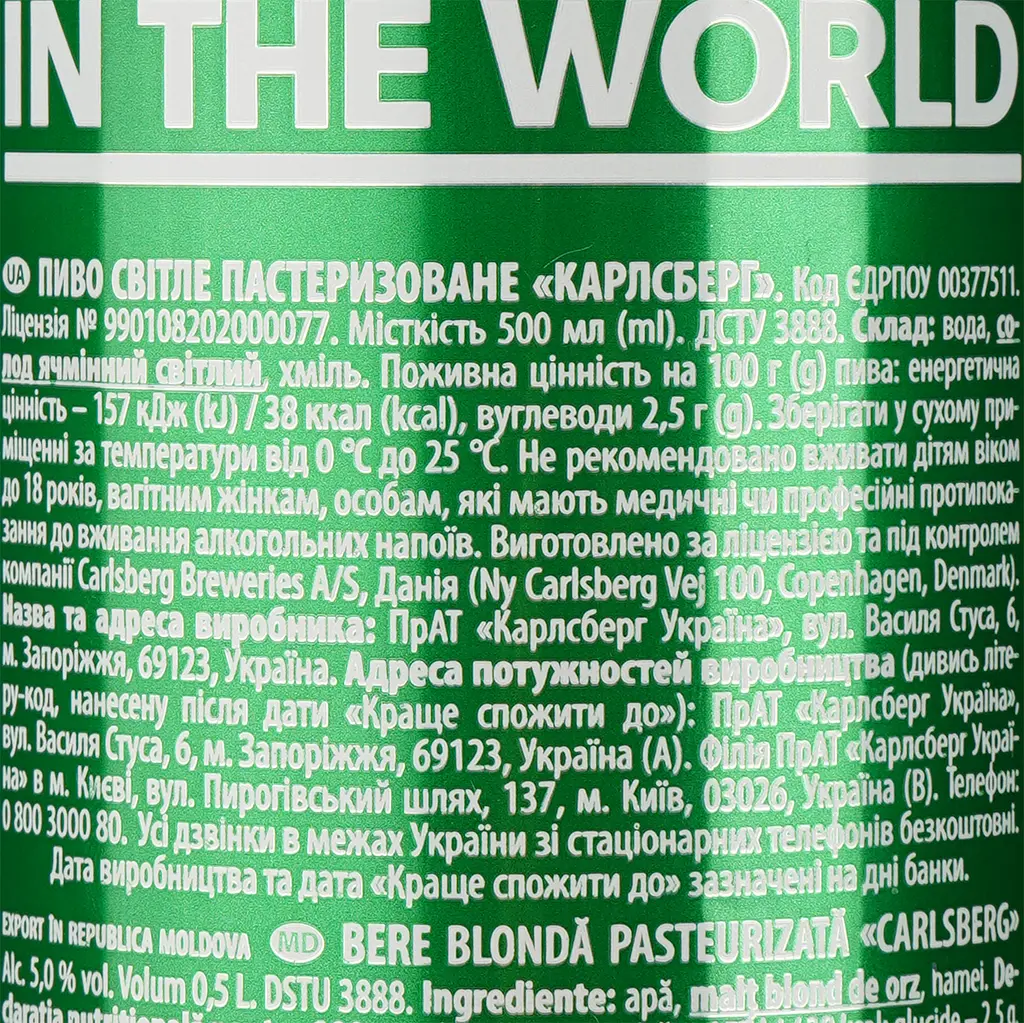 IN THE WORLD
UA ПИВО СВІТЛЕ ПАСТЕРИЗОВАНЕ «КАРЛСБЕРГ». Код ЄДРПОУ 00377511.
Ліцензія № 990108202000077. Місткість 500 мл (ml). ДСТУ 3888. Склад: вода, со-
лод ячмінний світлий, хміль. Поживна цінність на 100 г (g) пива: енергетична
цінність – 157 кДж (kJ) / 38 ккал (kcal), вуглеводи 2,5 г (g). Зберігати у сухому при-
міщенні за температури від 0 °С до 25 °С. Не рекомендовано вживати дітям віком
до 18 років, вагітним жінкам, особам, які мають медичні чи професійні протипока-
зання до вживання алкогольних напоїв. Виготовлено за ліцензією та під контролем
компанії Carlsberg Breweries A/S, Данія (Ny Carlsberg Vej 100, Copenhagen, Denmark).
Назва та адреса виробника: ПрАТ «Карлсберг Україна», вул. Василя Стуса, 6,
м. Запоріжжя, 69123, Україна. Адреса потужностей виробництва (дивись літе-
ру-код, нанесену після дати «Краще спожити до»): ПрАТ «Карлсберг Україна»,
вул. Василя Стуса, 6, м. Запоріжжя, 69123, Україна (А). Філія ПрАТ «Карлсберг Украї-
на» в м. Києві, вул. Пирогівський шлях, 137, м. Київ, 03026, Україна (В). Телефон:
0 800 3000 80. Усі дзвінки в межах України зі стаціонарних телефонів безкоштовні.
Дата виробництва та дата «Краще спожити до» зазначені на дні банки.
EXPORT ÎN REPUBLICA MOLDOVA MD BERE BLONDĂ PASTEURIZATĂ «CARLSBERG»
Alc. 5,0 % vol. Volum 0,5 L. DSTU 3888. Ingrediente: apă, malt blond de orz, hamei. De-
claratia nutritională